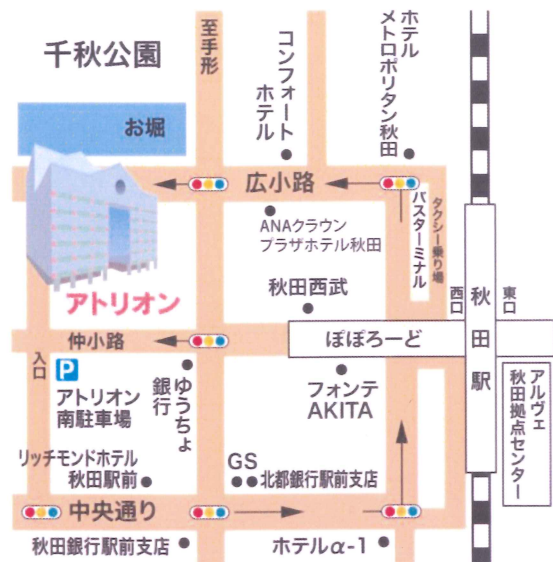 千秋公園
至手形
コンフォート
ホテル
ホテル
メトロポリタン秋田
お堀
広小路
ANAクラウン
プラザホテル秋田
バスターミナル
タクシー乗り場
アトリオン
秋田西武
西口
秋田駅
東口
仲小路
ぽぽろーど
入口
P
アトリオン
南駐車場
ゆうちょ
銀行
フォンテ
AKITA
アルヴェ
秋田拠点センター
リッチモンドホテル
秋田駅前
GS
北都銀行駅前支店
中央通り
秋田銀行駅前支店
ホテルα-1